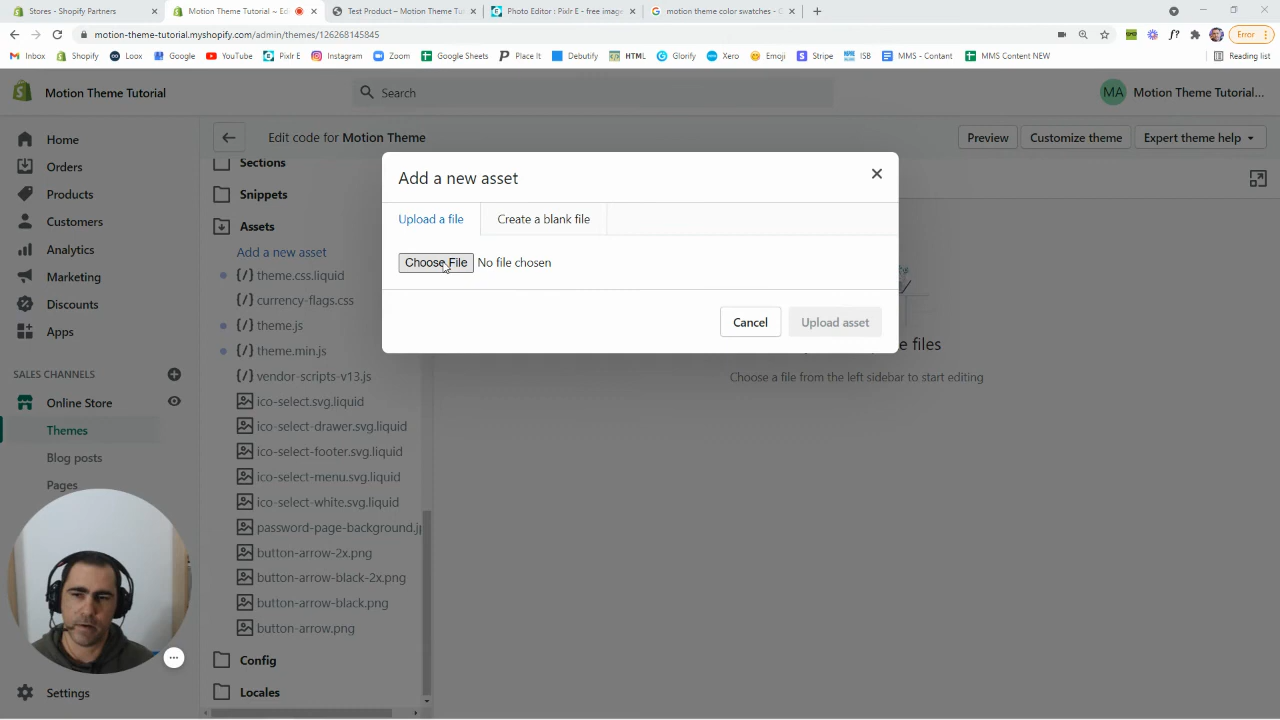 Stores - Shopify Partners
Motion Theme Tutorial ~ Ed
Test Product – Motion Theme Tut
Photo Editor : Pixlr E - free image
motion theme color swatches - G
motion-theme-tutorial.myshopify.com/admin/themes/126268145845
Error
Inbox
Shopify
Loox
Google
YouTube
Pixlr E
Instagram
Zoom
Google Sheets
Place It
Debutify
HTML
Glorify
Xero
Emoji
Stripe
ISB
MMS - Contant
MMS Content NEW
Reading list
Motion Theme Tutorial
Search
MA
Motion Theme Tutorial...
Home
Orders
Products
Customers
Analytics
Marketing
Discounts
Apps
SALES CHANNELS
Online Store
Themes
Blog posts
Pages
Settings
Edit code for Motion Theme
Preview
Customize theme
Expert theme help
Sections
Snippets
Assets
Add a new asset
{/} theme.css.liquid
{/} currency-flags.css
{/} theme.js
{/} theme.min.js
{/} vendor-scripts-v13.js
ico-select.svg.liquid
ico-select-drawer.svg.liquid
ico-select-footer.svg.liquid
ico-select-menu.svg.liquid
ico-select-white.svg.liquid
password-page-background.jp
button-arrow-2x.png
button-arrow-black-2x.png
button-arrow-black.png
button-arrow.png
Config
Locales
Add a new asset
Upload a file
Create a blank file
Choose File
No file chosen
Cancel
Upload asset
files
Choose a file from the left sidebar to start editing